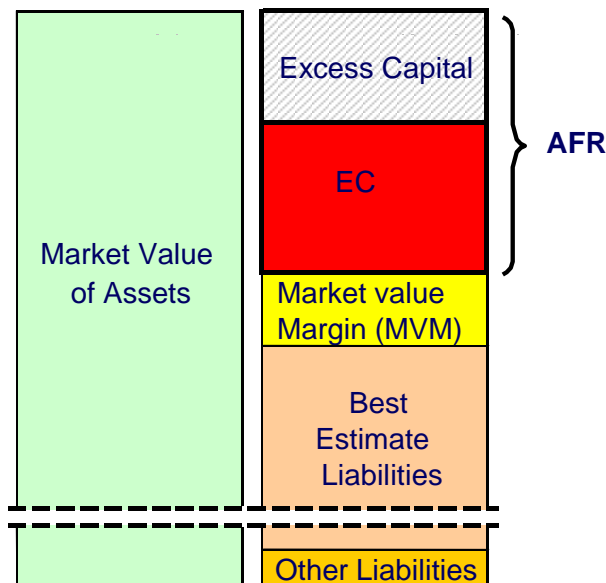 Excess Capital
AFR
EC
Market Value
of Assets
Market value
Margin (MVM)
Best
Estimate
Liabilities
Other Liabilities